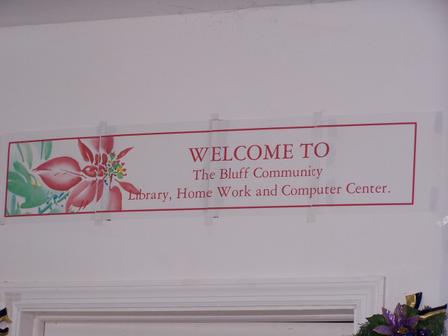 WELCOME TO
The Bluff Community
Library, Home Work and Computer Center.